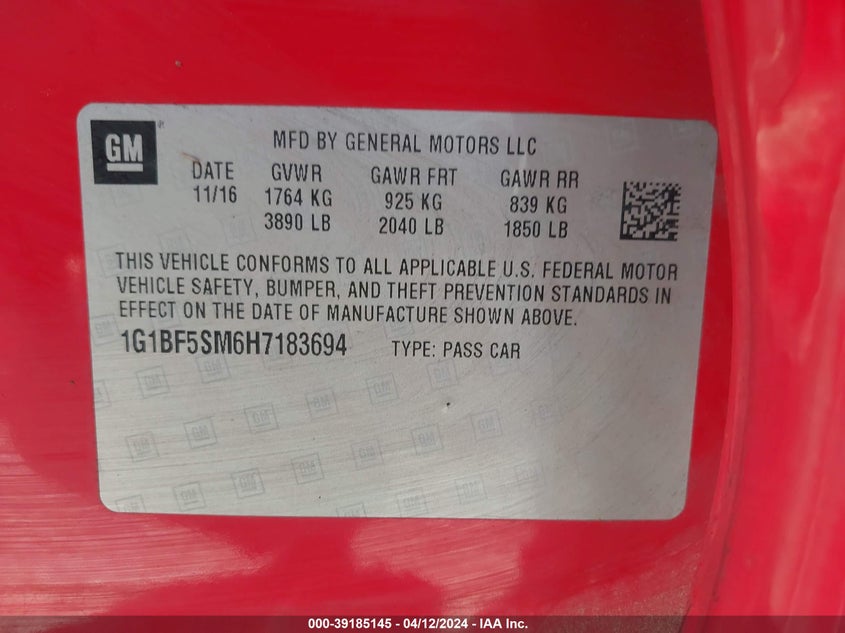 GM
MFD BY GENERAL MOTORS LLC
DATE GVWR GAWR FRT GAWR RR
11/16 1764 KG 925 KG 839 KG
3890 LB 2040 LB 1850 LB
THIS VEHICLE CONFORMS TO ALL APPLICABLE U.S. FEDERAL MOTOR
VEHICLE SAFETY, BUMPER, AND THEFT PREVENTION STANDARDS IN
EFFECT ON THE DATE OF MANUFACTURE SHOWN ABOVE.
1G1BF5SM6H7183694 TYPE: PASS CAR
000-39185145 - 04/12/2024 - IAA Inc.